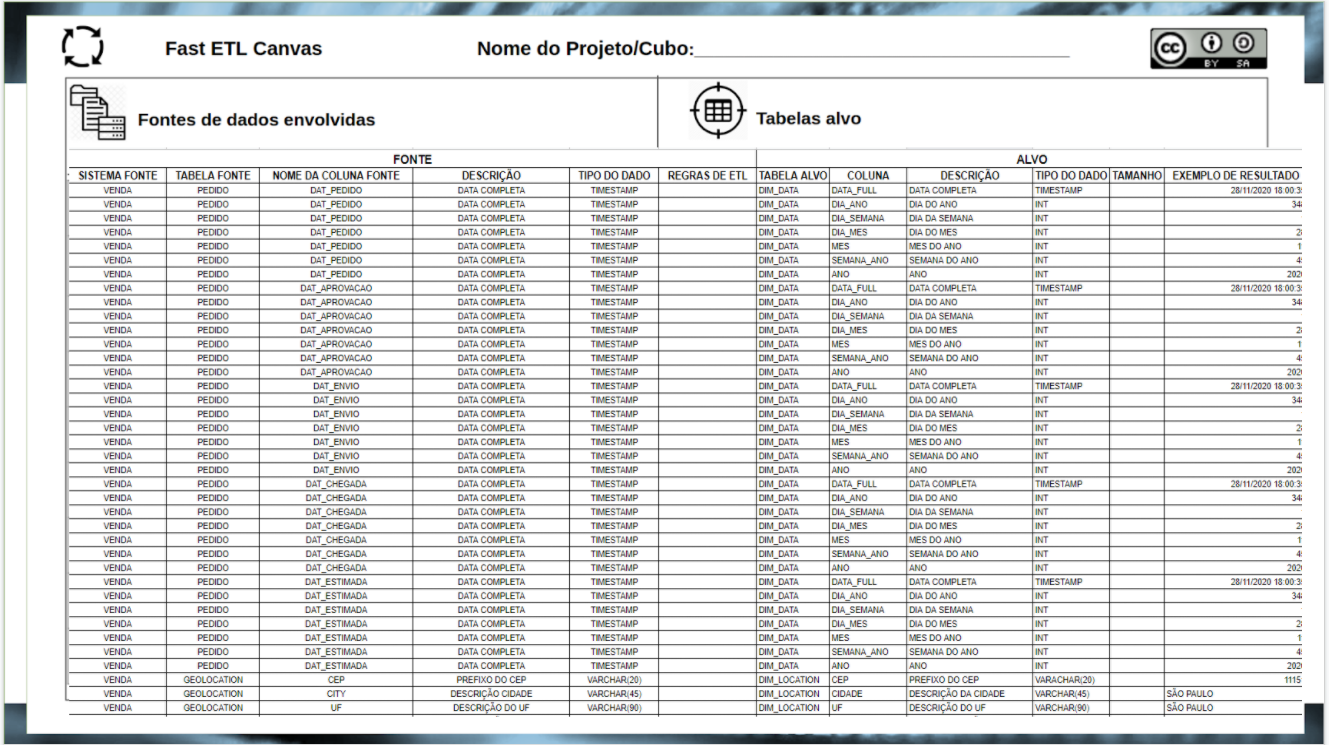 Fast ETL Canvas Nome do Projeto/Cubo:
CC BY SA
Fontes de dados envolvidas Tabelas alvo
FONTE ALVO
SISTEMA FONTE TABELA FONTE NOME DA COLUNA FONTE DESCRIÇÃO TIPO DO DADO REGRAS DE ETL TABELA ALVO COLUNA DESCRIÇÃO TIPO DO DADO TAMANHO EXEMPLO DE RESULTADO
VENDA PEDIDO DAT_PEDIDO DATA COMPLETA TIMESTAMP DIM_DATA DATA_FULL DATA COMPLETA TIMESTAMP 28/11/2020 18:00:3
VENDA PEDIDO DAT_PEDIDO DATA COMPLETA TIMESTAMP DIM_DATA DIA_ANO DIA DO ANO INT 34
VENDA PEDIDO DAT_PEDIDO DATA COMPLETA TIMESTAMP DIM_DATA DIA_SEMANA DIA DA SEMANA INT
VENDA PEDIDO DAT_PEDIDO DATA COMPLETA TIMESTAMP DIM_DATA DIA_MES DIA DO MES INT 2
VENDA PEDIDO DAT_PEDIDO DATA COMPLETA TIMESTAMP DIM_DATA MES MES DO ANO INT 1
VENDA PEDIDO DAT_PEDIDO DATA COMPLETA TIMESTAMP DIM_DATA SEMANA_ANO SEMANA DO ANO INT 4
VENDA PEDIDO DAT_PEDIDO DATA COMPLETA TIMESTAMP DIM_DATA ANO ANO INT 202
VENDA PEDIDO DAT_APROVACAO DATA COMPLETA TIMESTAMP DIM_DATA DATA_FULL DATA COMPLETA TIMESTAMP 28/11/2020 18:00:3
VENDA PEDIDO DAT_APROVACAO DATA COMPLETA TIMESTAMP DIM_DATA DIA_ANO DIA DO ANO INT 34
VENDA PEDIDO DAT_APROVACAO DATA COMPLETA TIMESTAMP DIM_DATA DIA_SEMANA DIA DA SEMANA INT
VENDA PEDIDO DAT_APROVACAO DATA COMPLETA TIMESTAMP DIM_DATA DIA_MES DIA DO MES INT 2
VENDA PEDIDO DAT_APROVACAO DATA COMPLETA TIMESTAMP DIM_DATA MES MES DO ANO INT 1
VENDA PEDIDO DAT_APROVACAO DATA COMPLETA TIMESTAMP DIM_DATA SEMANA_ANO SEMANA DO ANO INT 4
VENDA PEDIDO DAT_APROVACAO DATA COMPLETA TIMESTAMP DIM_DATA ANO ANO INT 202
VENDA PEDIDO DAT_ENVIO DATA COMPLETA TIMESTAMP DIM_DATA DATA_FULL DATA COMPLETA TIMESTAMP 28/11/2020 18:00:3
VENDA PEDIDO DAT_ENVIO DATA COMPLETA TIMESTAMP DIM_DATA DIA_ANO DIA DO ANO INT 34
VENDA PEDIDO DAT_ENVIO DATA COMPLETA TIMESTAMP DIM_DATA DIA_SEMANA DIA DA SEMANA INT
VENDA PEDIDO DAT_ENVIO DATA COMPLETA TIMESTAMP DIM_DATA DIA_MES DIA DO MES INT 2
VENDA PEDIDO DAT_ENVIO DATA COMPLETA TIMESTAMP DIM_DATA MES MES DO ANO INT 1
VENDA PEDIDO DAT_ENVIO DATA COMPLETA TIMESTAMP DIM_DATA SEMANA_ANO SEMANA DO ANO INT 4
VENDA PEDIDO DAT_ENVIO DATA COMPLETA TIMESTAMP DIM_DATA ANO ANO INT 202
VENDA PEDIDO DAT_CHEGADA DATA COMPLETA TIMESTAMP DIM_DATA DATA_FULL DATA COMPLETA TIMESTAMP 28/11/2020 18:00:3
VENDA PEDIDO DAT_CHEGADA DATA COMPLETA TIMESTAMP DIM_DATA DIA_ANO DIA DO ANO INT 34
VENDA PEDIDO DAT_CHEGADA DATA COMPLETA TIMESTAMP DIM_DATA DIA_SEMANA DIA DA SEMANA INT
VENDA PEDIDO DAT_CHEGADA DATA COMPLETA TIMESTAMP DIM_DATA DIA_MES DIA DO MES INT 2
VENDA PEDIDO DAT_CHEGADA DATA COMPLETA TIMESTAMP DIM_DATA MES MES DO ANO INT 1
VENDA PEDIDO DAT_CHEGADA DATA COMPLETA TIMESTAMP DIM_DATA SEMANA_ANO SEMANA DO ANO INT 4
VENDA PEDIDO DAT_CHEGADA DATA COMPLETA TIMESTAMP DIM_DATA ANO ANO INT 202
VENDA PEDIDO DAT_ESTIMADA DATA COMPLETA TIMESTAMP DIM_DATA DATA_FULL DATA COMPLETA TIMESTAMP 28/11/2020 18:00:3
VENDA PEDIDO DAT_ESTIMADA DATA COMPLETA TIMESTAMP DIM_DATA DIA_ANO DIA DO ANO INT 34
VENDA PEDIDO DAT_ESTIMADA DATA COMPLETA TIMESTAMP DIM_DATA DIA_SEMANA DIA DA SEMANA INT
VENDA PEDIDO DAT_ESTIMADA DATA COMPLETA TIMESTAMP DIM_DATA DIA_MES DIA DO MES INT 2
VENDA PEDIDO DAT_ESTIMADA DATA COMPLETA TIMESTAMP DIM_DATA MES MES DO ANO INT 1
VENDA PEDIDO DAT_ESTIMADA DATA COMPLETA TIMESTAMP DIM_DATA SEMANA_ANO SEMANA DO ANO INT 4
VENDA PEDIDO DAT_ESTIMADA DATA COMPLETA TIMESTAMP DIM_DATA ANO ANO INT 202
VENDA GEOLOCATION CEP PREFIXO DO CEP VARCHAR(20) DIM_LOCATION CEP PREFIXO DO CEP VARACHAR(20) 1115
VENDA GEOLOCATION CITY DESCRIÇÃO CIDADE VARCHAR(45) DIM_LOCATION CIDADE DESCRIÇÃO DA CIDADE VARCHAR(45) SÃO PAULO
VENDA GEOLOCATION UF DESCRIÇÃO DO UF VARCHAR(90) DIM_LOCATION UF DESCRIÇÃO DO UF VARCHAR(90) SÃO PAULO